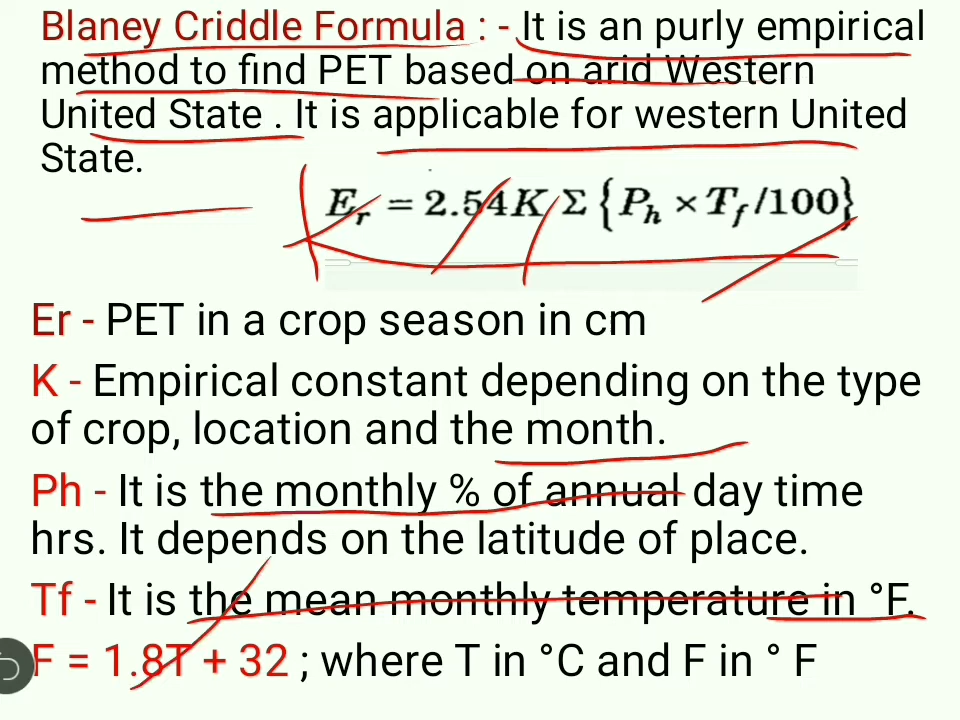 Blaney Criddle Formula : - It is an purly empirical
method to find PET based on arid Western
United State . It is applicable for western United
State.
E_r = 2.54 K Σ {P_h × T_f /100}
Er - PET in a crop season in cm
K - Empirical constant depending on the type
of crop, location and the month.
Ph - It is the monthly % of annual day time
hrs. It depends on the latitude of place.
Tf - It is the mean monthly temperature in °F.
F = 1.8T + 32 ; where T in °C and F in ° F